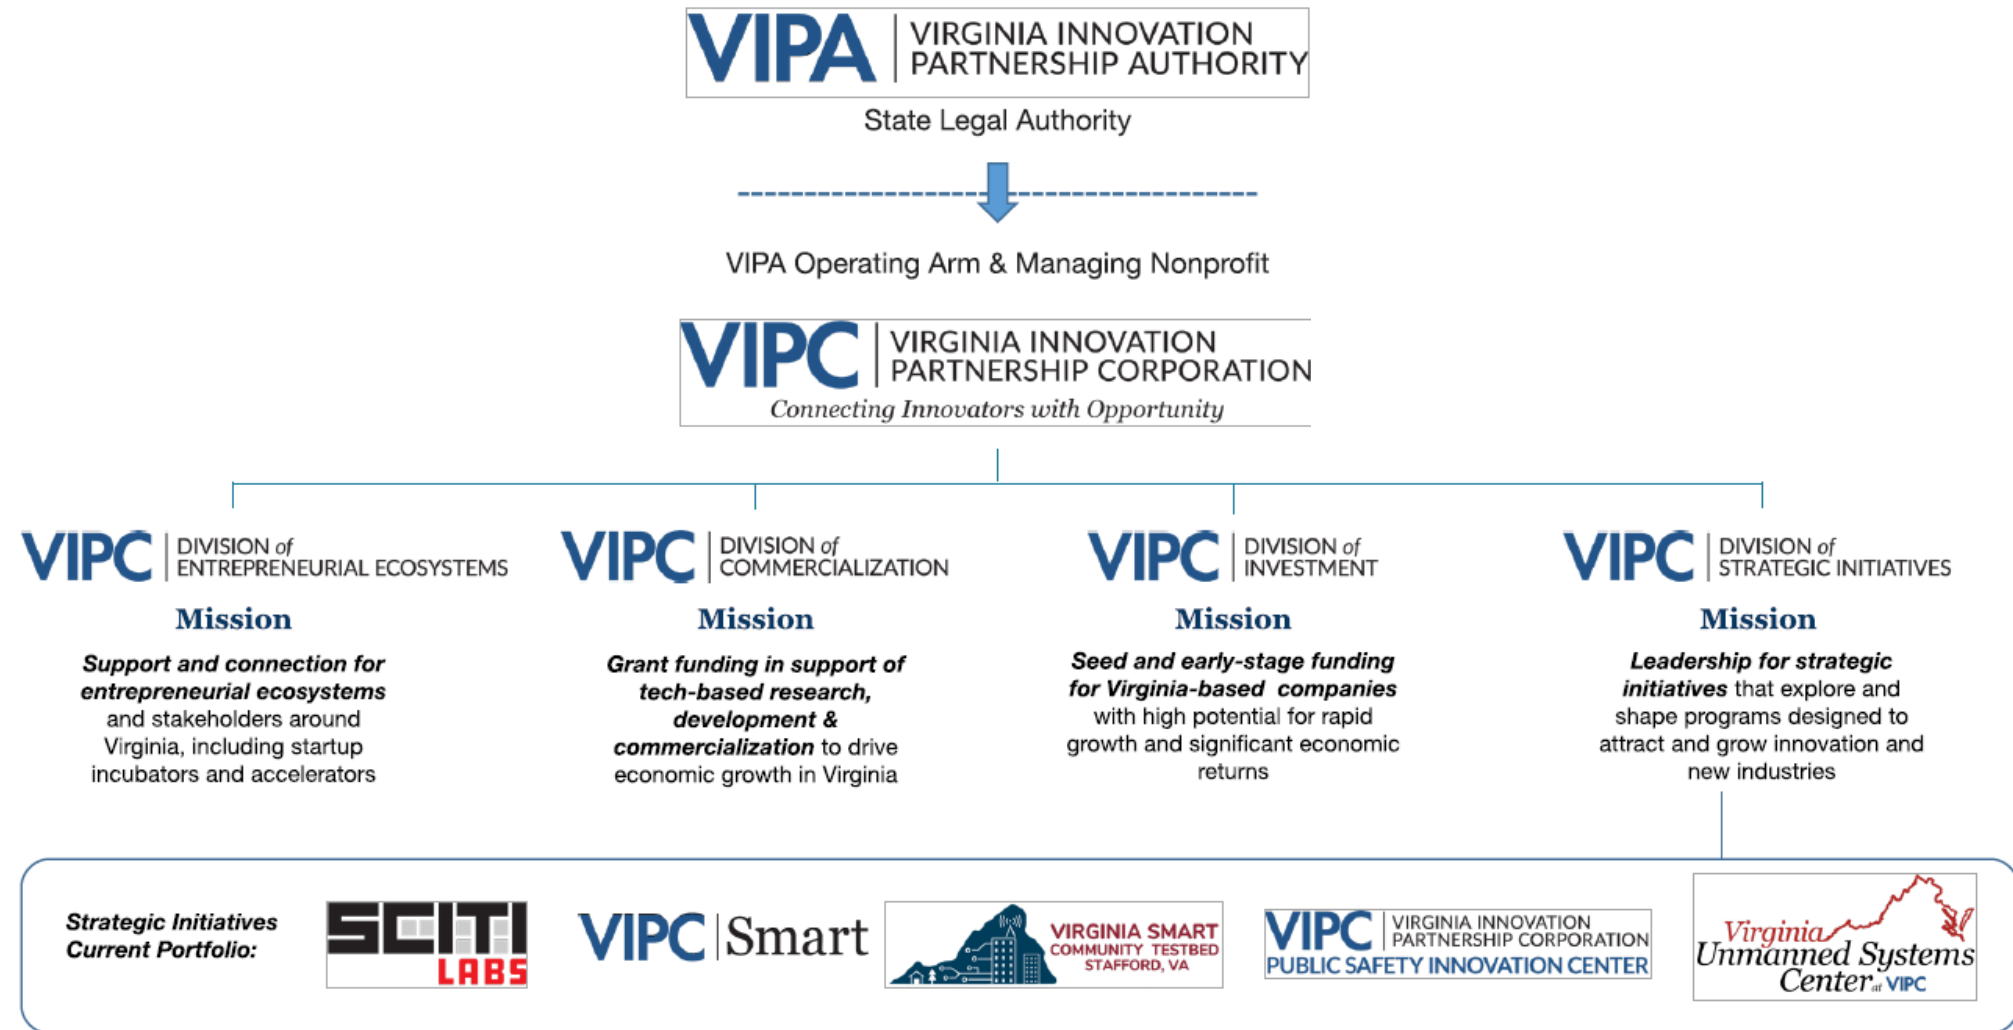 VIPA
VIRGINIA INNOVATION
PARTNERSHIP AUTHORITY
State Legal Authority
VIPA Operating Arm & Managing Nonprofit
VIPC
VIRGINIA INNOVATION
PARTNERSHIP CORPORATION
Connecting Innovators with Opportunity
VIPC
DIVISION of
ENTREPRENEURIAL ECOSYSTEMS
Mission
Support and connection for
entrepreneurial ecosystems
and stakeholders around
Virginia, including startup
incubators and accelerators
VIPC
DIVISION of
COMMERCIALIZATION
Mission
Grant funding in support of
tech-based research,
development &
commercialization to drive
economic growth in Virginia
VIPC
DIVISION of
INVESTMENT
Mission
Seed and early-stage funding
for Virginia-based companies
with high potential for rapid
growth and significant economic
returns
VIPC
DIVISION of
STRATEGIC INITIATIVES
Mission
Leadership for strategic
initiatives that explore and
shape programs designed to
attract and grow innovation and
new industries
Strategic Initiatives
Current Portfolio:
SCITI
LABS
VIPC Smart
VIRGINIA SMART
COMMUNITY TESTBED
STAFFORD, VA
VIPC
VIRGINIA INNOVATION
PARTNERSHIP CORPORATION
PUBLIC SAFETY INNOVATION CENTER
Virginia
Unmanned Systems
Center at VIPC